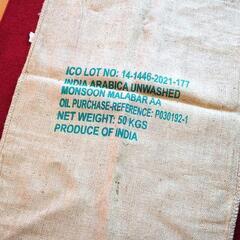 ICO LOT NO: 14-1446-2021-177
INDIA ARABICA UNWASHED
MONSOON MALABAR AA
OIL PURCHASE-REFERENCE: P030192-1
NET WEIGHT: 50 KGS
PRODUCE OF INDIA